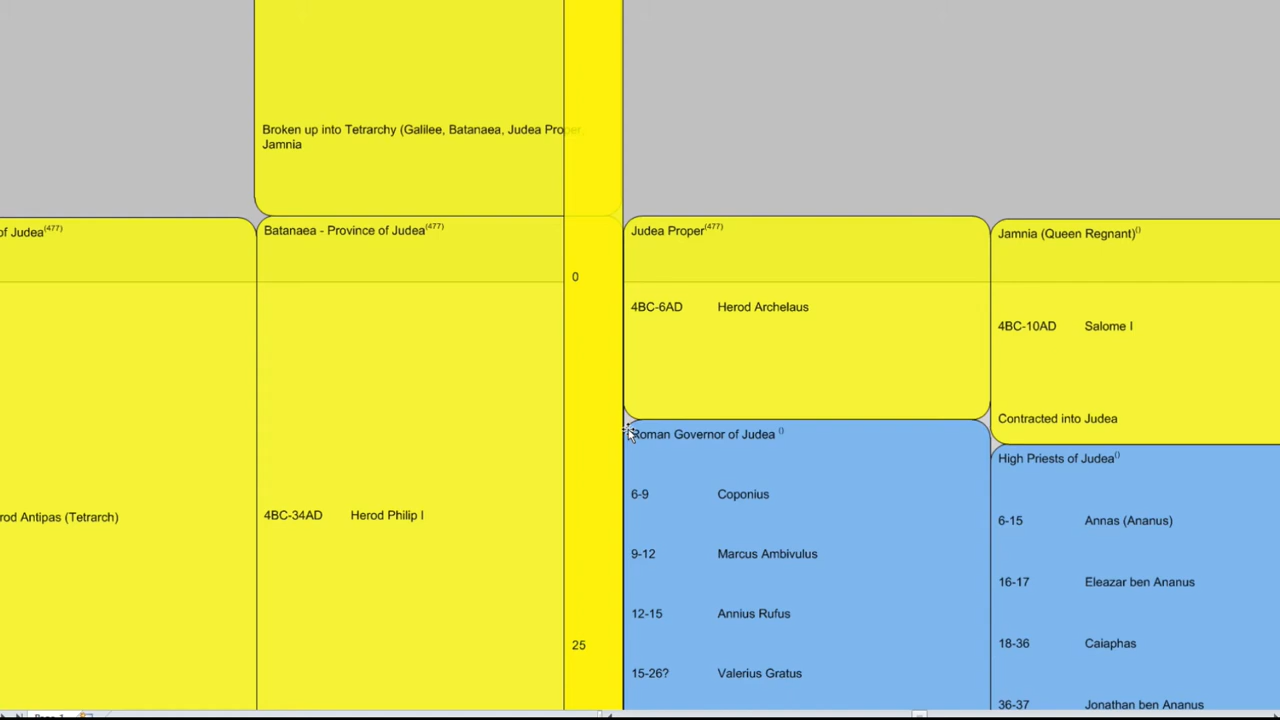 Broken up into Tetrarchy (Galilee, Batanaea, Judea Proper,
Jamnia
of Judea(477)
Batanaea - Province of Judea(477)
0
4BC-34AD Herod Philip I
rod Antipas (Tetrarch)
25
Judea Proper(477)
4BC-6AD Herod Archelaus
Roman Governor of Judea ()
6-9 Coponius
9-12 Marcus Ambivulus
12-15 Annius Rufus
15-26? Valerius Gratus
Jamnia (Queen Regnant)()
4BC-10AD Salome I
Contracted into Judea
High Priests of Judea()
6-15 Annas (Ananus)
16-17 Eleazar ben Ananus
18-36 Caiaphas
36-37 Jonathan ben Ananus